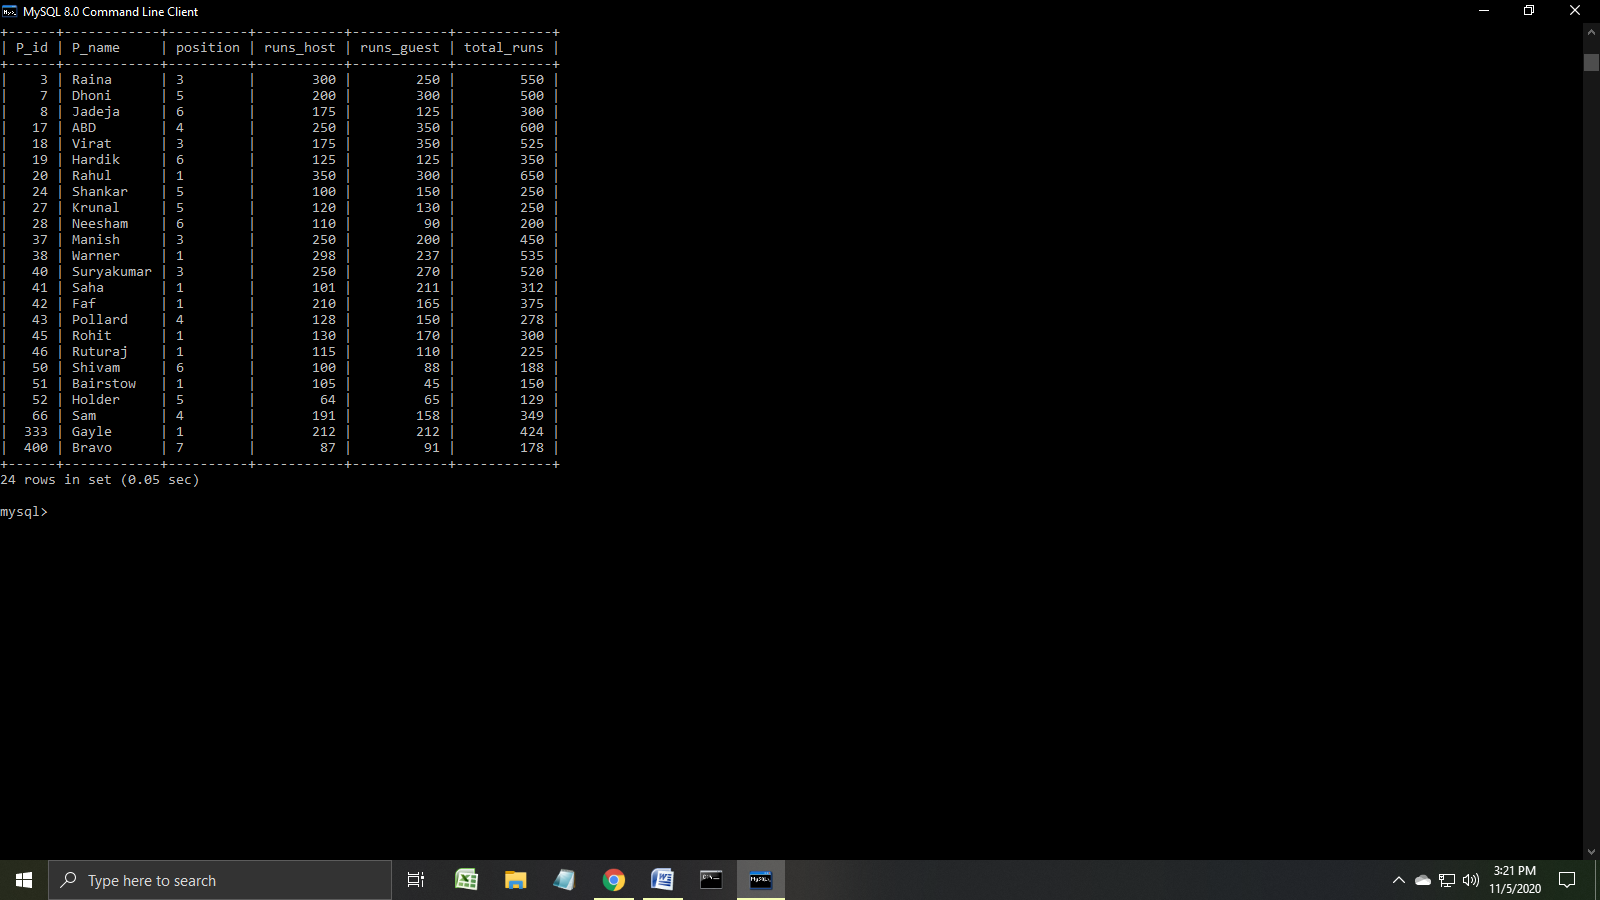 MySQL 8.0 Command Line Client
+------+------------+----------+-----------+------------+------------+
| P_id | P_name     | position | runs_host | runs_guest | total_runs |
+------+------------+----------+-----------+------------+------------+
|    3 | Raina      | 3        |       300 |        250 |        550 |
|    7 | Dhoni      | 5        |       200 |        300 |        500 |
|    8 | Jadeja     | 6        |       175 |        125 |        300 |
|   17 | ABD        | 4        |       250 |        350 |        600 |
|   18 | Virat      | 3        |       175 |        350 |        525 |
|   19 | Hardik     | 6        |       125 |        125 |        350 |
|   20 | Rahul      | 1        |       350 |        300 |        650 |
|   24 | Shankar    | 5        |       100 |        150 |        250 |
|   27 | Krunal     | 5        |       120 |        130 |        250 |
|   28 | Neesham    | 6        |       110 |         90 |        200 |
|   37 | Manish     | 3        |       250 |        200 |        450 |
|   38 | Warner     | 1        |       298 |        237 |        535 |
|   40 | Suryakumar | 3        |       250 |        270 |        520 |
|   41 | Saha       | 1        |       101 |        211 |        312 |
|   42 | Faf        | 1        |       210 |        165 |        375 |
|   43 | Pollard    | 4        |       128 |        150 |        278 |
|   45 | Rohit      | 1        |       130 |        170 |        300 |
|   46 | Ruturaj    | 1        |       115 |        110 |        225 |
|   50 | Shivam     | 6        |       100 |         88 |        188 |
|   51 | Bairstow   | 1        |       105 |         45 |        150 |
|   52 | Holder     | 5        |        64 |         65 |        129 |
|   66 | Sam        | 4        |       191 |        158 |        349 |
|  333 | Gayle      | 1        |       212 |        212 |        424 |
|  400 | Bravo      | 7        |        87 |         91 |        178 |
+------+------------+----------+-----------+------------+------------+
24 rows in set (0.05 sec)
mysql>
Type here to search
3:21 PM
11/5/2020